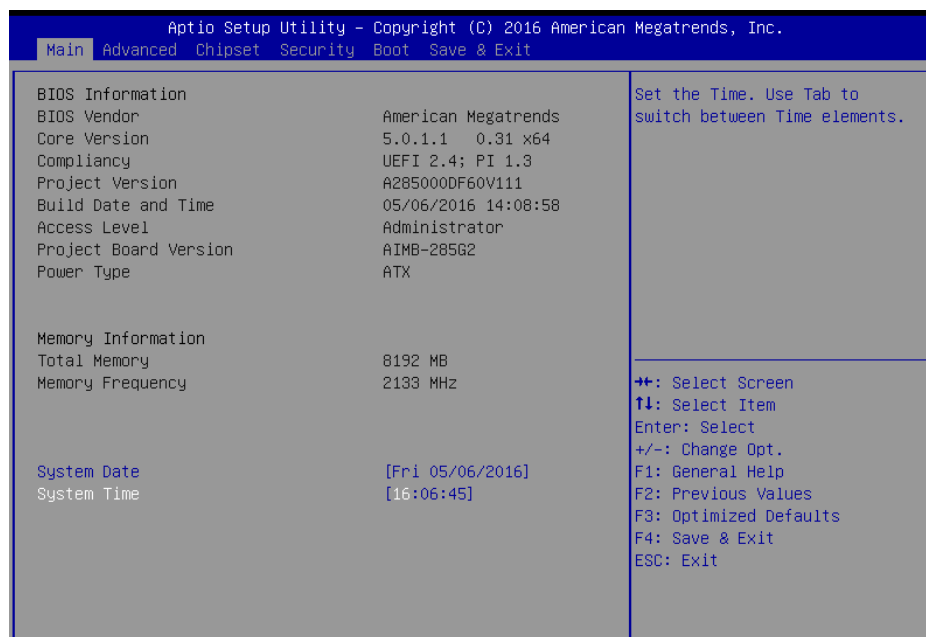 Aptio Setup Utility – Copyright (C) 2016 American Megatrends, Inc.
Main Advanced Chipset Security Boot Save & Exit
BIOS Information
BIOS Vendor American Megatrends
Core Version 5.0.1.1 0.31 x64
Compliancy UEFI 2.4; PI 1.3
Project Version A285000DF60V111
Build Date and Time 05/06/2016 14:08:58
Access Level Administrator
Project Board Version AIMB-285G2
Power Type ATX
Memory Information
Total Memory 8192 MB
Memory Frequency 2133 MHz
System Date [Fri 05/06/2016]
System Time [16:06:45]
Set the Time. Use Tab to
switch between Time elements.
→←: Select Screen
↑↓: Select Item
Enter: Select
+/-: Change Opt.
F1: General Help
F2: Previous Values
F3: Optimized Defaults
F4: Save & Exit
ESC: Exit